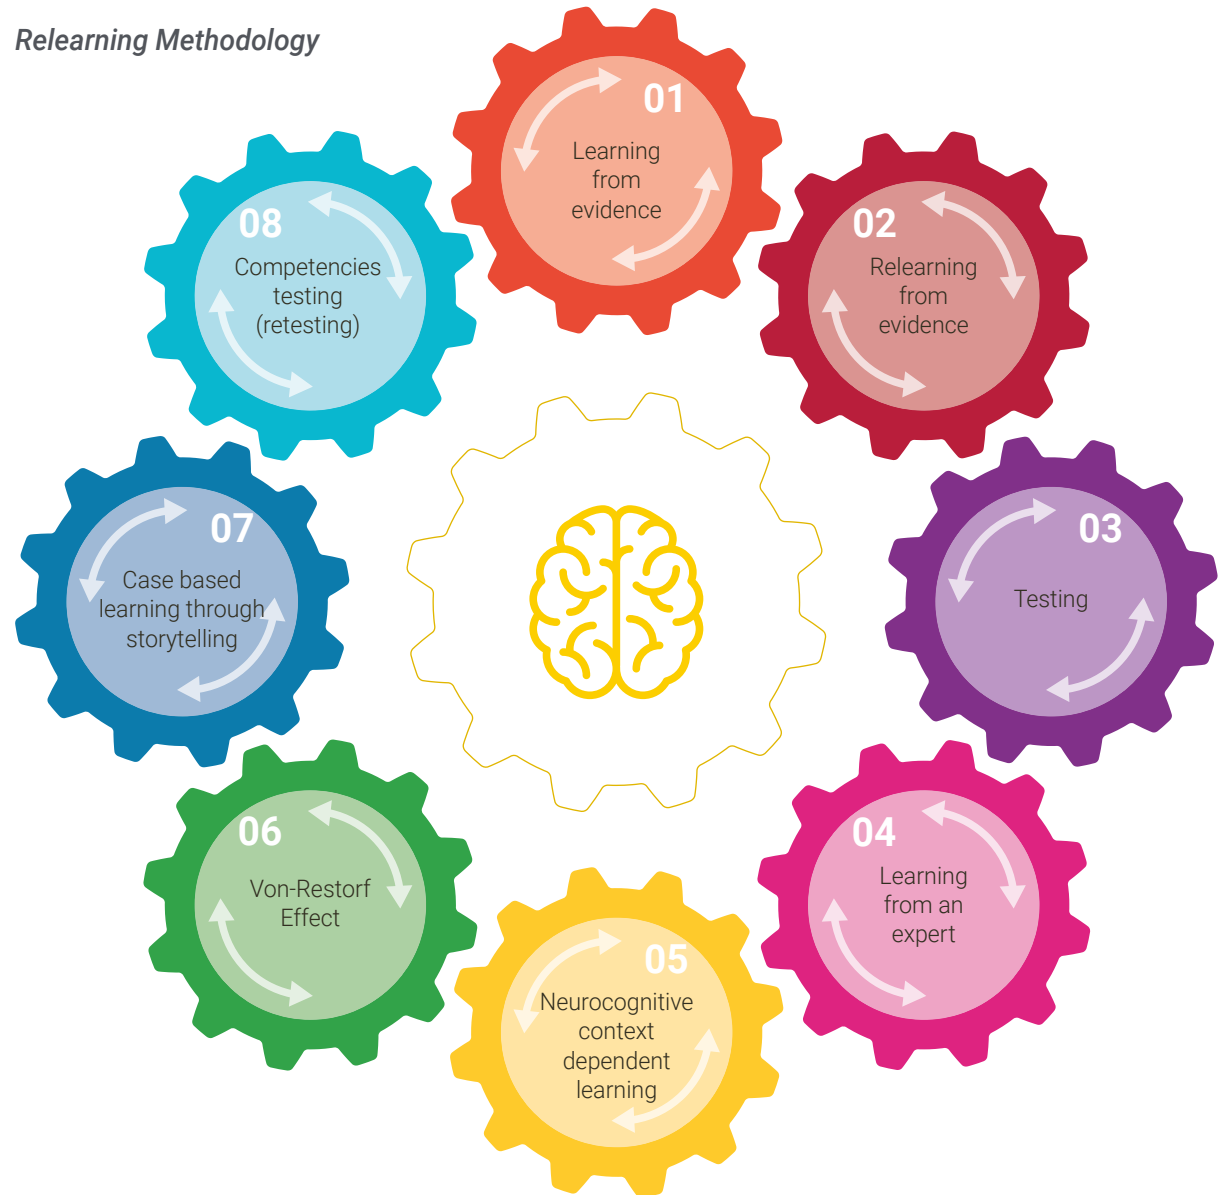 Relearning Methodology
01
Learning
from
evidence
02
Relearning
from
evidence
03
Testing
04
Learning
from an
expert
05
Neurocognitive
context
dependent
learning
06
Von-Restorf
Effect
07
Case based
learning through
storytelling
08
Competencies
testing
(retesting)